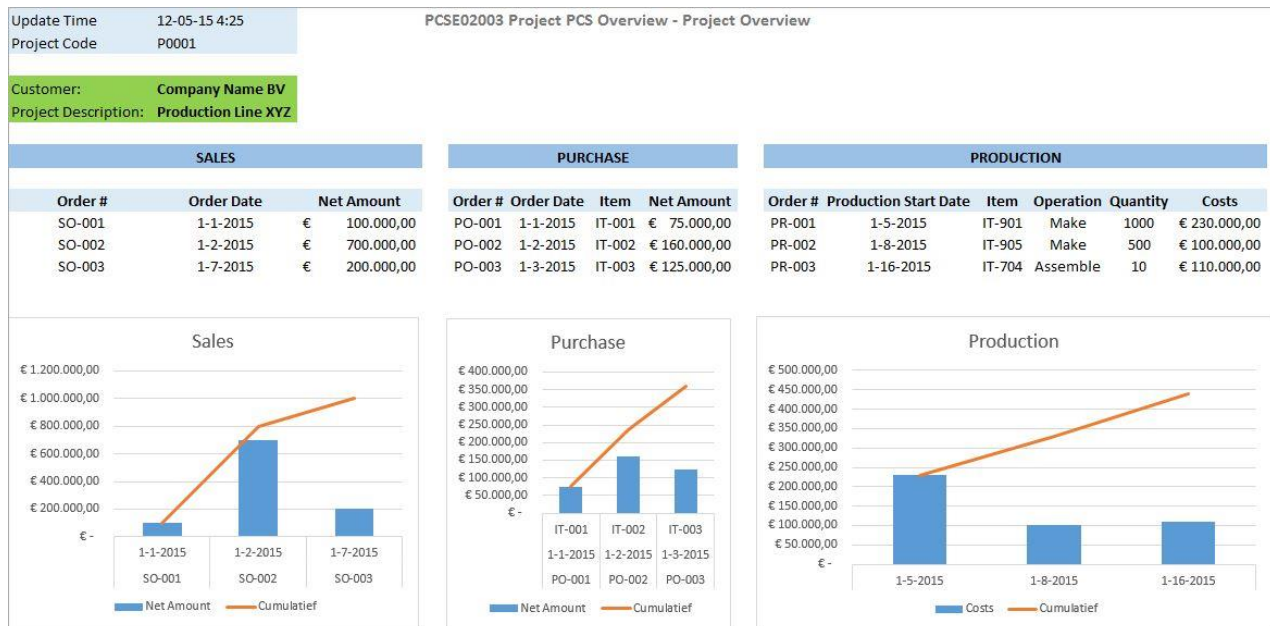 Update Time 12-05-15 4:25
PCSE02003 Project PCS Overview - Project Overview
Project Code P0001
Customer: Company Name BV
Project Description: Production Line XYZ
SALES
Order # Order Date Net Amount
SO-001 1-1-2015 € 100.000,00
SO-002 1-2-2015 € 700.000,00
SO-003 1-7-2015 € 200.000,00
PURCHASE
Order # Order Date Item Net Amount
PO-001 1-1-2015 IT-001 € 75.000,00
PO-002 1-2-2015 IT-002 € 160.000,00
PO-003 1-3-2015 IT-003 € 125.000,00
PRODUCTION
Order # Production Start Date Item Operation Quantity Costs
PR-001 1-5-2015 IT-901 Make 1000 € 230.000,00
PR-002 1-8-2015 IT-905 Make 500 € 100.000,00
PR-003 1-16-2015 IT-704 Assemble 10 € 110.000,00
Sales
€ 1.200.000,00
€ 1.000.000,00
€ 800.000,00
€ 600.000,00
€ 400.000,00
€ 200.000,00
€ -
1-1-2015 1-2-2015 1-7-2015
SO-001 SO-002 SO-003
Net Amount Cumulatief
Purchase
€ 400.000,00
€ 350.000,00
€ 300.000,00
€ 250.000,00
€ 200.000,00
€ 150.000,00
€ 100.000,00
€ 50.000,00
€ -
IT-001 IT-002 IT-003
1-1-2015 1-2-2015 1-3-2015
PO-001 PO-002 PO-003
Net Amount Cumulatief
Production
€ 500.000,00
€ 450.000,00
€ 400.000,00
€ 350.000,00
€ 300.000,00
€ 250.000,00
€ 200.000,00
€ 150.000,00
€ 100.000,00
€ 50.000,00
€ -
1-5-2015 1-8-2015 1-16-2015
Costs Cumulatief